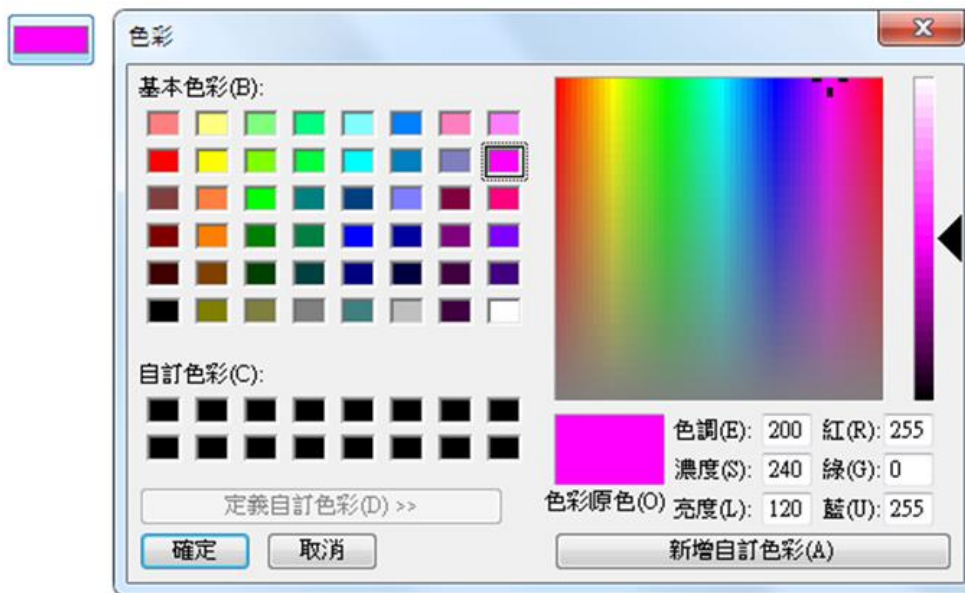 色彩
基本色彩(B):
自訂色彩(C):
定義自訂色彩(D) >>
確定
取消
色彩|原色(O)
色調(E): 200
濃度(S): 240
亮度(L): 120
紅(R): 255
綠(G): 0
藍(U): 255
新增自訂色彩(A)